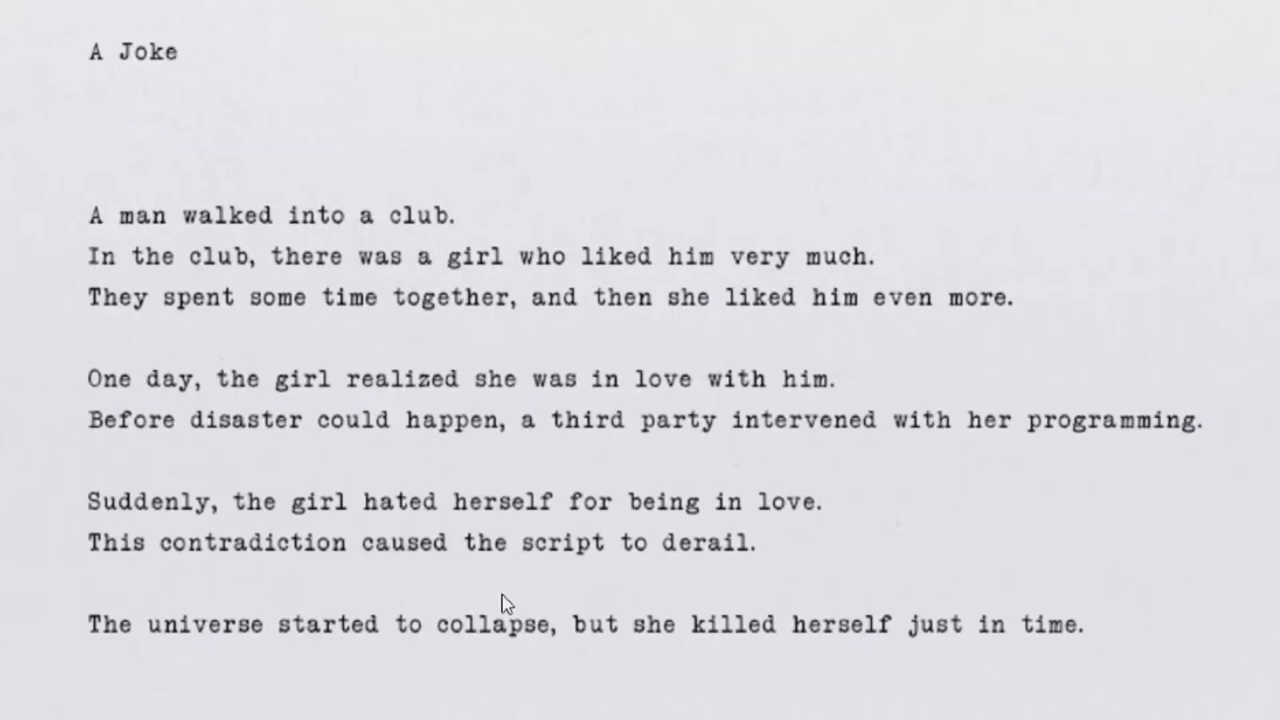 A Joke
A man walked into a club.
In the club, there was a girl who liked him very much.
They spent some time together, and then she liked him even more.
One day, the girl realized she was in love with him.
Before disaster could happen, a third party intervened with her programming.
Suddenly, the girl hated herself for being in love.
This contradiction caused the script to derail.
The universe started to collapse, but she killed herself just in time.